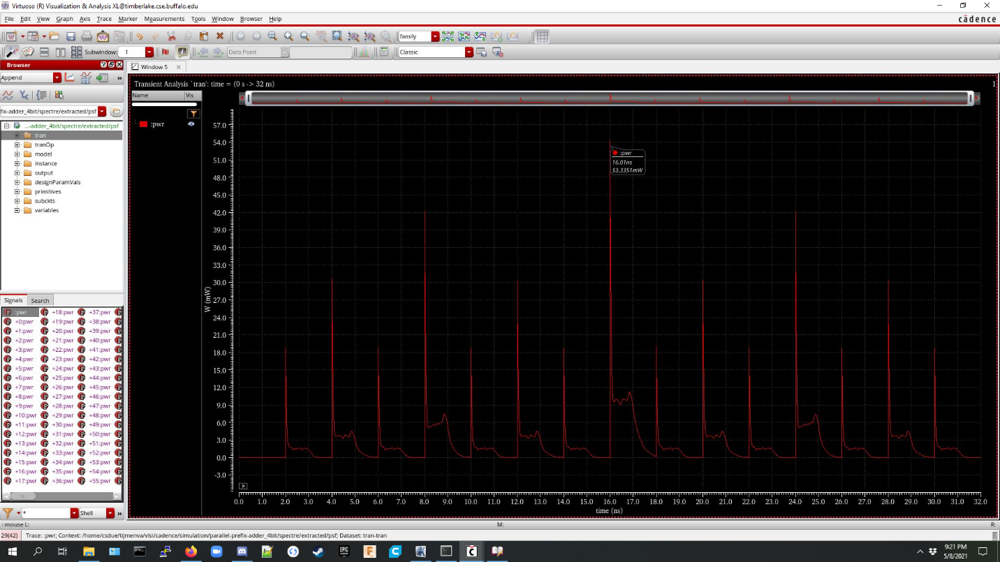 Virtuoso (R) Visualization & Analysis XL@timberlake.cse.buffalo.edu
File Edit View Graph Axis Trace Marker Measurements Tools Window Browser Help
cādence
family
Subwindow: 1
Data Point
Classic
Browser
Window 5
Append
fix-adder_4bit/spectre/extracted/psf
...-adder_4bit/spectre/extracted/psf
tran
tranOp
model
instance
output
designParamVals
primitives
subckts
variables
Signals Search
:pwr +18:pwr +37:pwr
+0:pwr +19:pwr +38:pwr
+1:pwr +20:pwr +39:pwr
+2:pwr +21:pwr +40:pwr
+3:pwr +22:pwr +41:pwr
+4:pwr +23:pwr +42:pwr
+5:pwr +24:pwr +43:pwr
+6:pwr +25:pwr +44:pwr
+7:pwr +26:pwr +45:pwr
+8:pwr +27:pwr +46:pwr
+9:pwr +28:pwr +47:pwr
+10:pwr +29:pwr +48:pwr
+11:pwr +30:pwr +49:pwr
+12:pwr +31:pwr +50:pwr
+13:pwr +32:pwr +51:pwr
+14:pwr +33:pwr +52:pwr
+15:pwr +34:pwr +53:pwr
+16:pwr +35:pwr +54:pwr
+17:pwr +36:pwr +55:pwr
* Shell
Transient Analysis `tran': time = (0 s -> 32 ns)
1
Name Vis
:pwr
57.0
54.0
51.0
48.0
45.0
42.0
39.0
36.0
33.0
30.0
27.0
24.0
21.0
18.0
15.0
12.0
9.0
6.0
3.0
0.0
-3.0
W (mW)
:pwr
16.01ns
53.3351mW
0.0 1.0 2.0 3.0 4.0 5.0 6.0 7.0 8.0 9.0 10.0 11.0 12.0 13.0 14.0 15.0 16.0 17.0 18.0 19.0 20.0 21.0 22.0 23.0 24.0 25.0 26.0 27.0 28.0 29.0 30.0 31.0 32.0
time (ns)
mouse L: M: R:
29(42) Trace: :pwr; Context: /home/csdue/tijmenva/vlsi/cadence/simulation/parallel-prefix-adder_4bit/spectre/extracted/psf; Dataset: tran-tran
EPIC
9:21 PM
5/8/2021